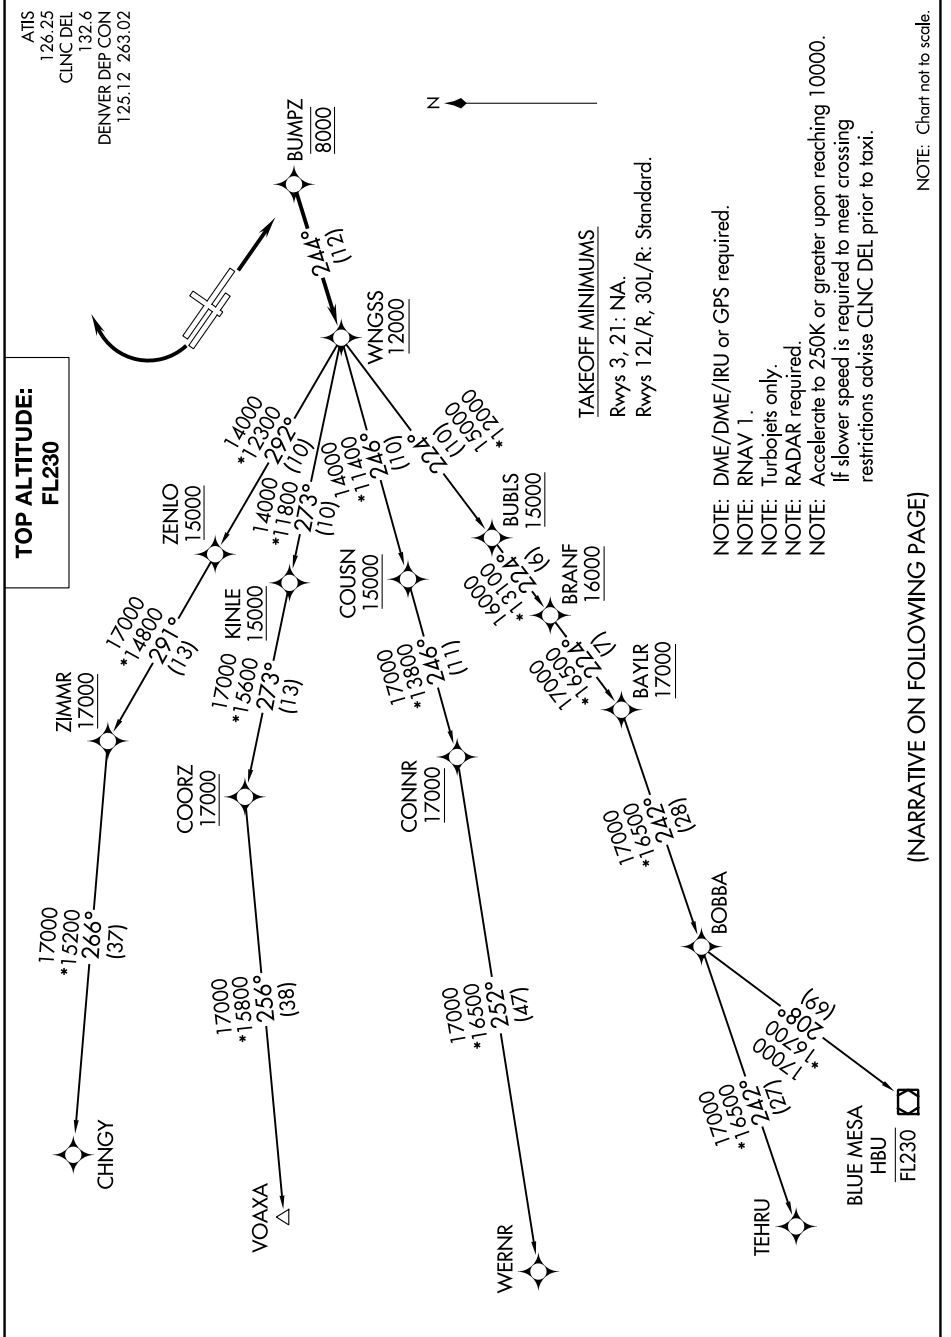 TOP ALTITUDE:
FL230
ATIS
126.25
CLNC DEL
132.6
DENVER DEP CON
125.12 263.02
BUMPZ
8000
244°
(12)
WNGSS
12000
N
14000
*12300
292°
(10)
ZENLO
15000
17000
*14800
291°
(13)
ZIMMR
17000
17000
*15200
266°
(37)
CHNGY
14000
*11800
273°
(10)
KINLE
15000
17000
*15600
273°
(13)
COORZ
17000
17000
*15800
256°
(38)
VOAXA
14000
*11400
246°
(10)
COUSN
15000
17000
*13800
246°
(11)
CONNR
17000
17000
*16500
252°
(47)
WERNR
224°
(10)
15000
*12000
BUBLS
15000
16000
*13100
224°
(6)
BRANF
16000
17000
*16500
224°
(7)
BAYLR
17000
17000
*16500
242°
(28)
BOBBA
17000
*16500
242°
(27)
TEHRU
17000
*16700
208°
(69)
BLUE MESA
HBU
FL230
TAKEOFF MINIMUMS
Rwys 3, 21: NA.
Rwys 12L/R, 30L/R: Standard.
NOTE: DME/DME/IRU or GPS required.
NOTE: RNAV 1.
NOTE: Turbojets only.
NOTE: RADAR required.
NOTE: Accelerate to 250K or greater upon reaching 10000.
If slower speed is required to meet crossing
restrictions advise CLNC DEL prior to taxi.
(NARRATIVE ON FOLLOWING PAGE)
NOTE: Chart not to scale.